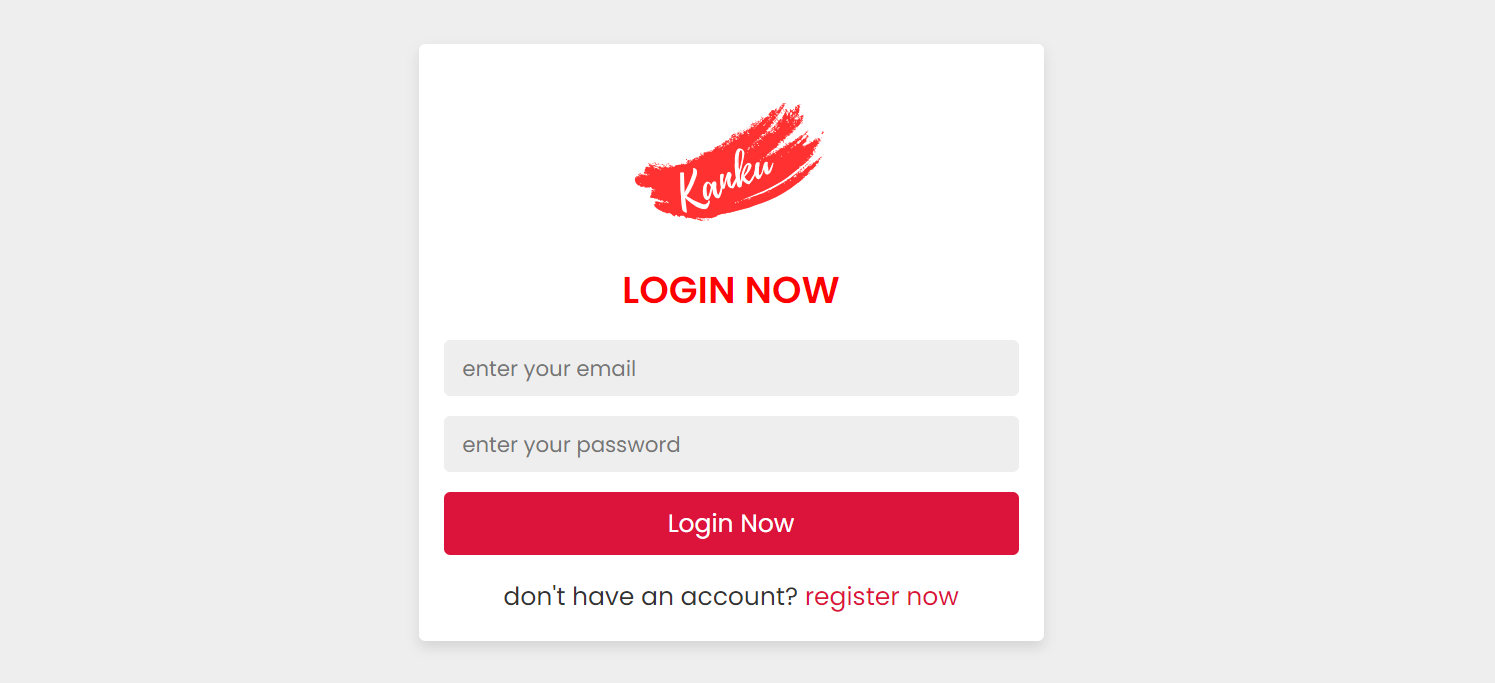 Kanku
LOGIN NOW
enter your email
enter your password
Login Now
don't have an account? register now